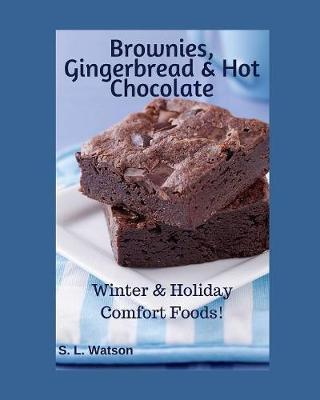 Brownies,
Gingerbread & Hot
Chocolate
Winter & Holiday
Comfort Foods!
S. L. Watson